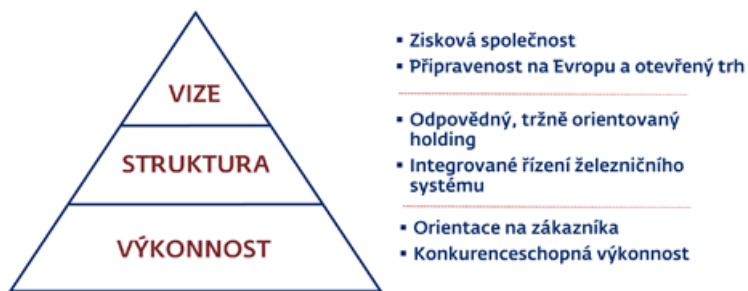 VIZE
▪ Zisková společnost
▪ Připravenost na Evropu a otevřený trh
STRUKTURA
▪ Odpovědný, tržně orientovaný
holding
▪ Integrované řízení železničního
systému
VÝKONNOST
▪ Orientace na zákazníka
▪ Konkurenceschopná výkonnost